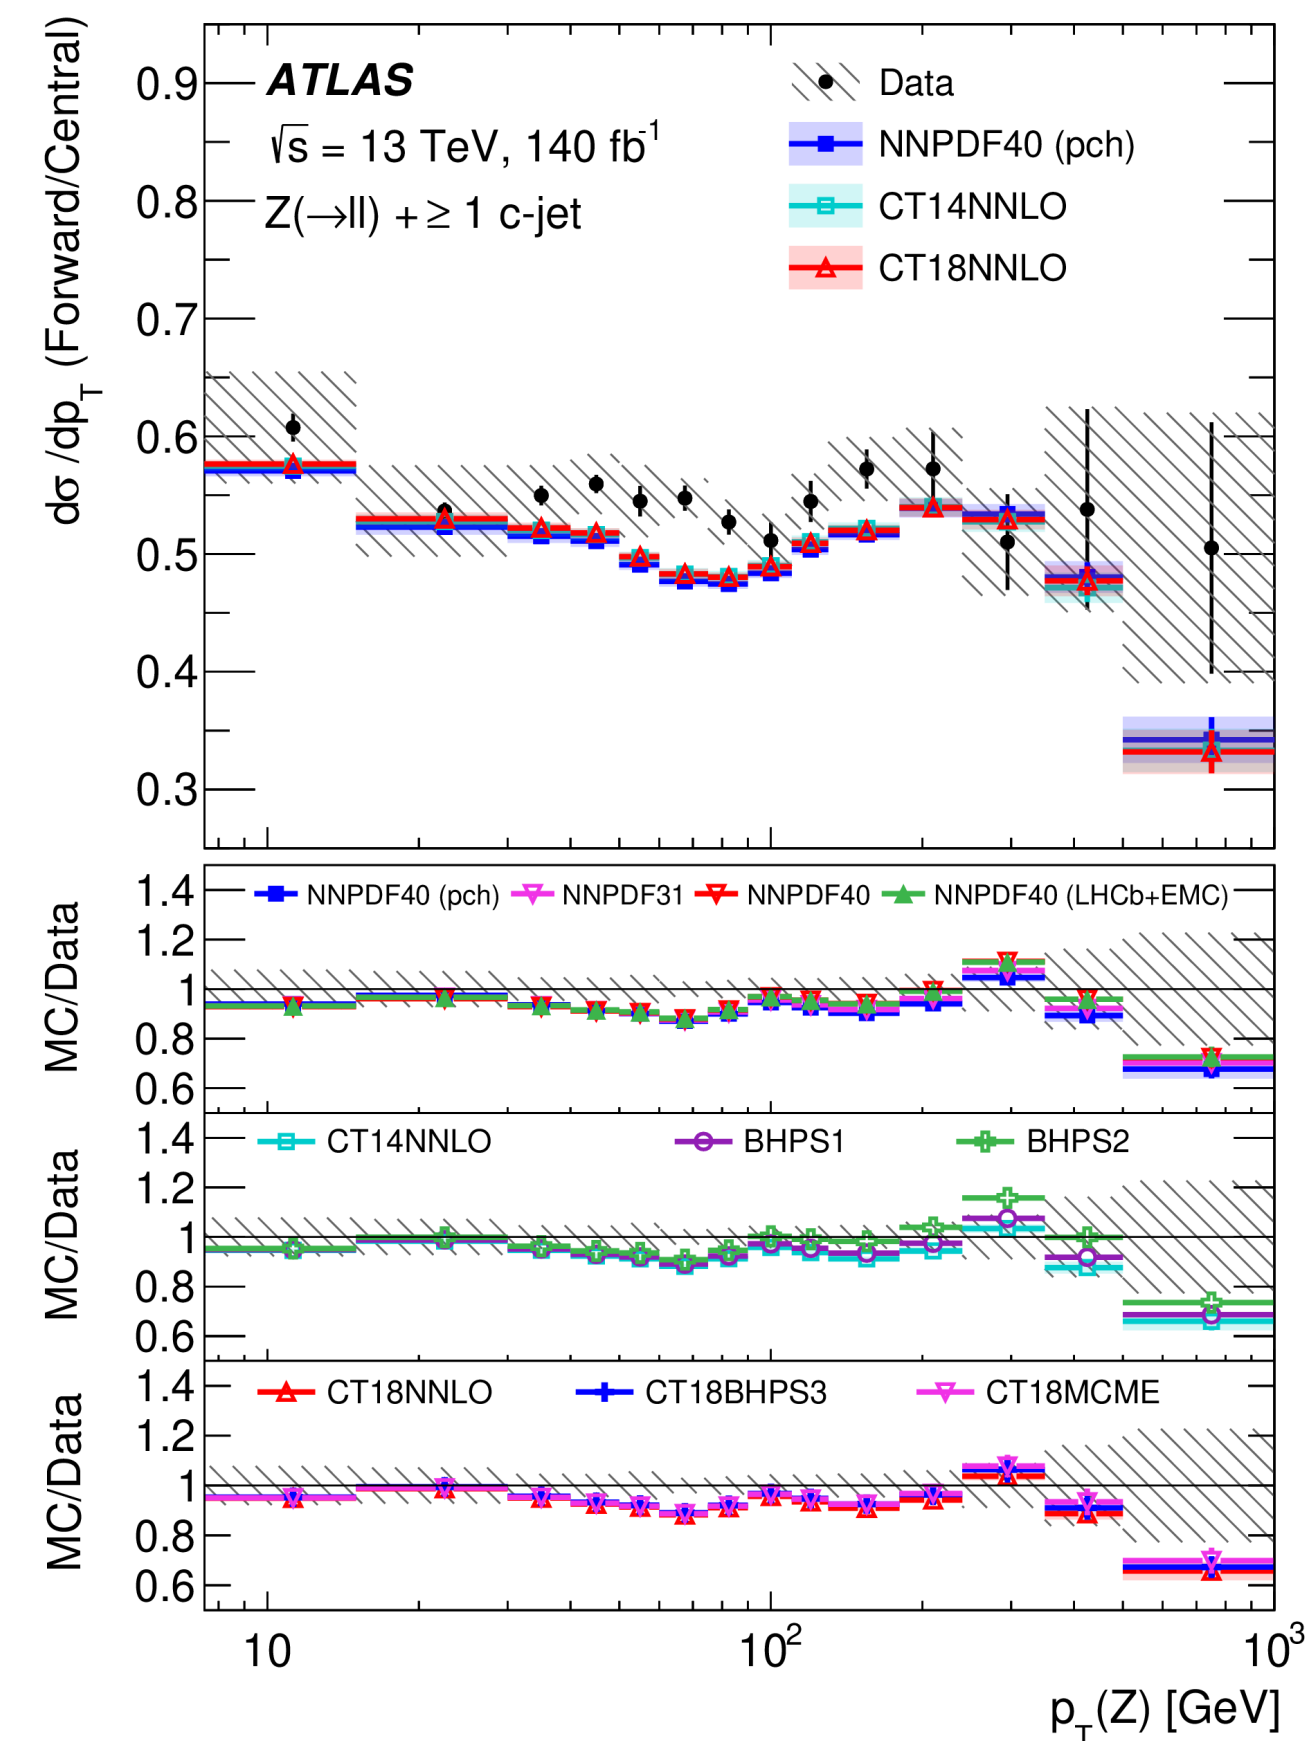 dσ/dp_T (Forward/Central)
0.9
0.8
0.7
0.6
0.5
0.4
0.3
ATLAS
√s = 13 TeV, 140 fb⁻¹
Z(→ll) + ≥ 1 c-jet
Data
NNPDF40 (pch)
CT14NNLO
CT18NNLO
MC/Data
1.4
1.2
1
0.8
0.6
NNPDF40 (pch) NNPDF31 NNPDF40 NNPDF40 (LHCb+EMC)
MC/Data
1.4
1.2
1
0.8
0.6
CT14NNLO BHPS1 BHPS2
MC/Data
1.4
1.2
1
0.8
0.6
CT18NNLO CT18BHPS3 CT18MCME
10 10² 10³
p_T(Z) [GeV]